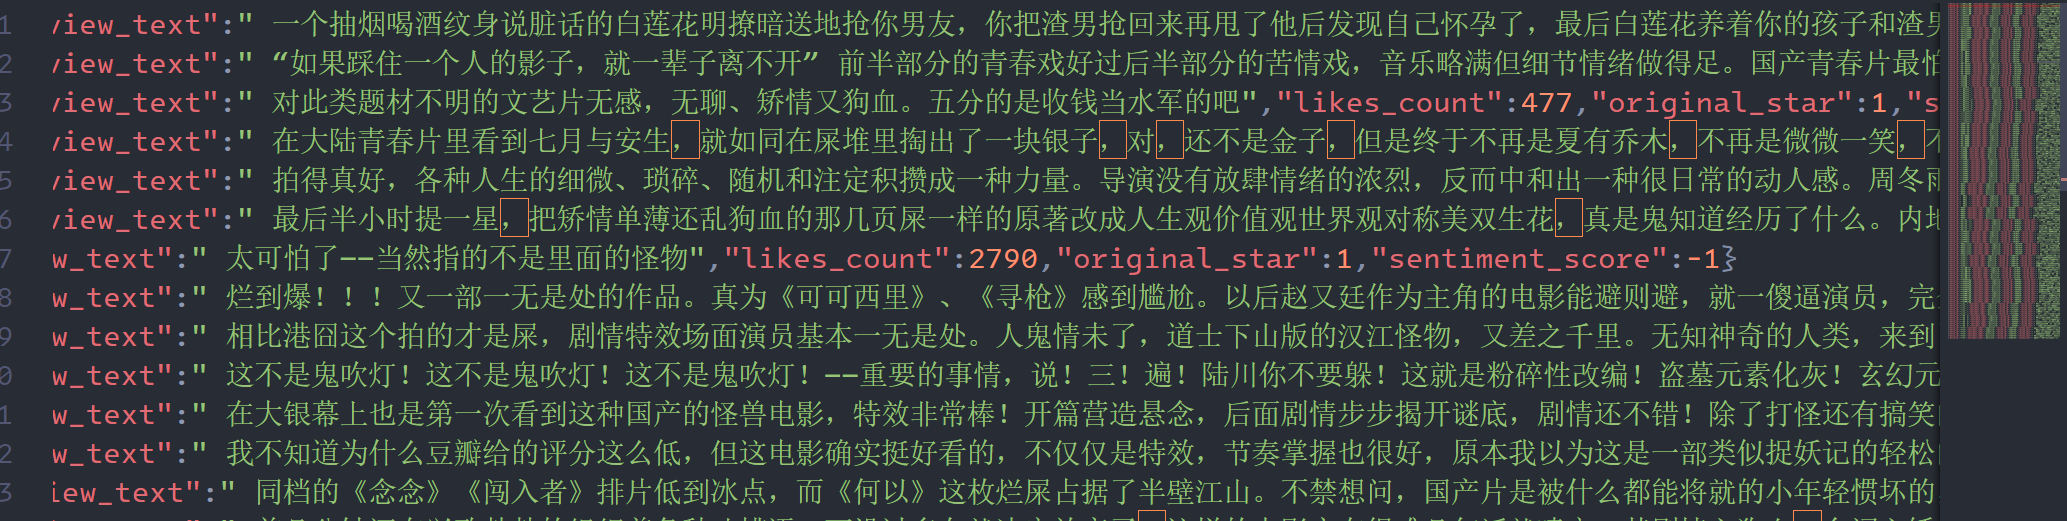 1 view_text":" 一个抽烟喝酒纹身说脏话的白莲花明撩暗送地抢你男友，你把渣男抢回来再甩了他后发现自己怀孕了，最后白莲花养着你的孩子和渣男
2 view_text":" “如果踩住一个人的影子，就一辈子离不开” 前半部分的青春戏好过后半部分的苦情戏，音乐略满但细节情绪做得足。国产青春片最怕
3 view_text":" 对此类题材不明的文艺片无感，无聊、矫情又狗血。五分的是收钱当水军的吧","likes_count":477,"original_star":1,"s
4 view_text":" 在大陆青春片里看到七月与安生，就如同在屎堆里掏出了一块银子，对，还不是金子，但是终于不再是夏有乔木，不再是微微一笑，不
5 view_text":" 拍得真好，各种人生的细微、琐碎、随机和注定积攒成一种力量。导演没有放肆情绪的浓烈，反而中和出一种很日常的动人感。周冬雨
6 view_text":" 最后半小时提一星，把矫情单薄还乱狗血的那几页屎一样的原著改成人生观价值观世界观对称美双生花，真是鬼知道经历了什么。内地
7 w_text":" 太可怕了——当然指的不是里面的怪物","likes_count":2790,"original_star":1,"sentiment_score":-1}
8 w_text":" 烂到爆！！！又一部一无是处的作品。真为《可可西里》、《寻枪》感到尴尬。以后赵又廷作为主角的电影能避则避，就一傻逼演员，完
9 w_text":" 相比港囧这个拍的才是屎，剧情特效场面演员基本一无是处。人鬼情未了，道士下山版的汉江怪物，又差之千里。无知神奇的人类，来到
0 w_text":" 这不是鬼吹灯！这不是鬼吹灯！这不是鬼吹灯！——重要的事情，说！三！遍！陆川你不要躲！这就是粉碎性改编！盗墓元素化灰！玄幻元
1 w_text":" 在大银幕上也是第一次看到这种国产的怪兽电影，特效非常棒！开篇营造悬念，后面剧情步步揭开谜底，剧情还不错！除了打怪还有搞笑
2 w_text":" 我不知道为什么豆瓣给的评分这么低，但这电影确实挺好看的，不仅仅是特效，节奏掌握也很好，原本我以为这是一部类似捉妖记的轻松
3 iew_text":" 同档的《念念》《闯入者》排片低到冰点，而《何以》这枚烂屎占据了半壁江山。不禁想问，国产片是被什么都能将就的小年轻惯坏的